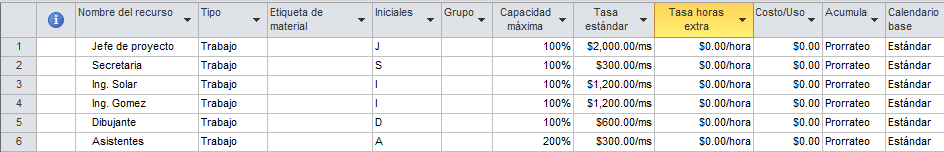 Nombre del recurso Tipo Etiqueta de material Iniciales Grupo Capacidad máxima Tasa estándar Tasa horas extra Costo/Uso Acumula Calendario base
1 Jefe de proyecto Trabajo J 100% $2,000.00/ms $0.00/hora $0.00 Prorrateo Estándar
2 Secretaria Trabajo S 100% $300.00/ms $0.00/hora $0.00 Prorrateo Estándar
3 Ing. Solar Trabajo I 100% $1,200.00/ms $0.00/hora $0.00 Prorrateo Estándar
4 Ing. Gomez Trabajo I 100% $1,200.00/ms $0.00/hora $0.00 Prorrateo Estándar
5 Dibujante Trabajo D 100% $600.00/ms $0.00/hora $0.00 Prorrateo Estándar
6 Asistentes Trabajo A 200% $300.00/ms $0.00/hora $0.00 Prorrateo Estándar